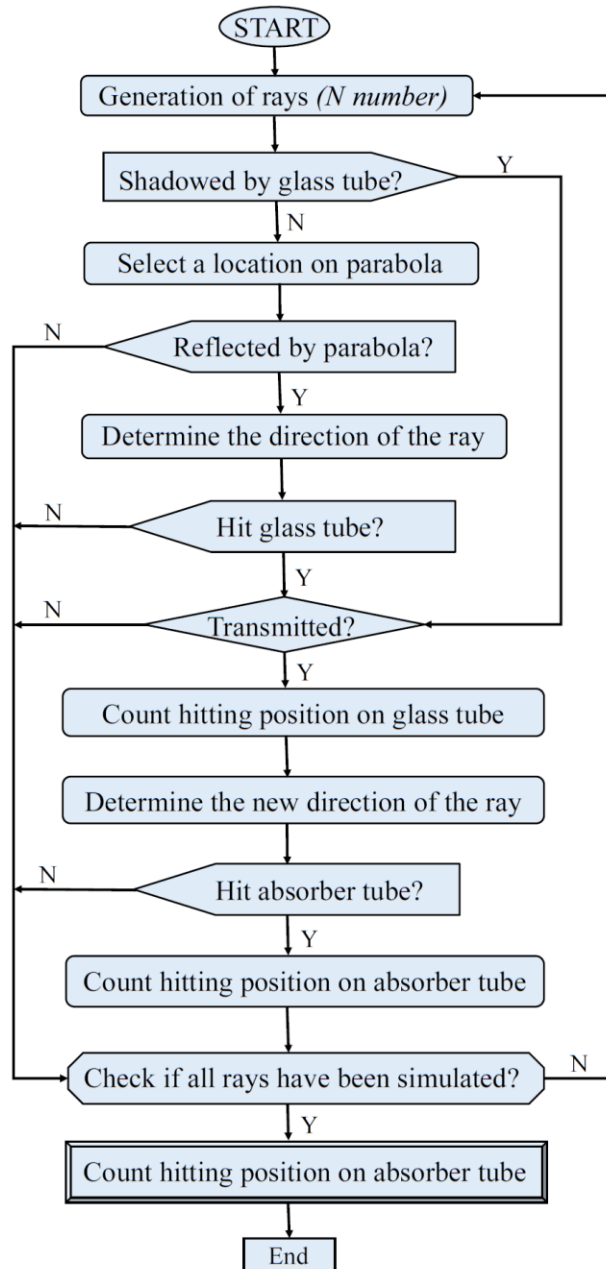 START
Generation of rays (N number)
Shadowed by glass tube?
Y
N
Select a location on parabola
N
Reflected by parabola?
Y
Determine the direction of the ray
N
Hit glass tube?
Y
N
Transmitted?
Y
Count hitting position on glass tube
Determine the new direction of the ray
N
Hit absorber tube?
Y
Count hitting position on absorber tube
Check if all rays have been simulated?
N
Y
Count hitting position on absorber tube
End